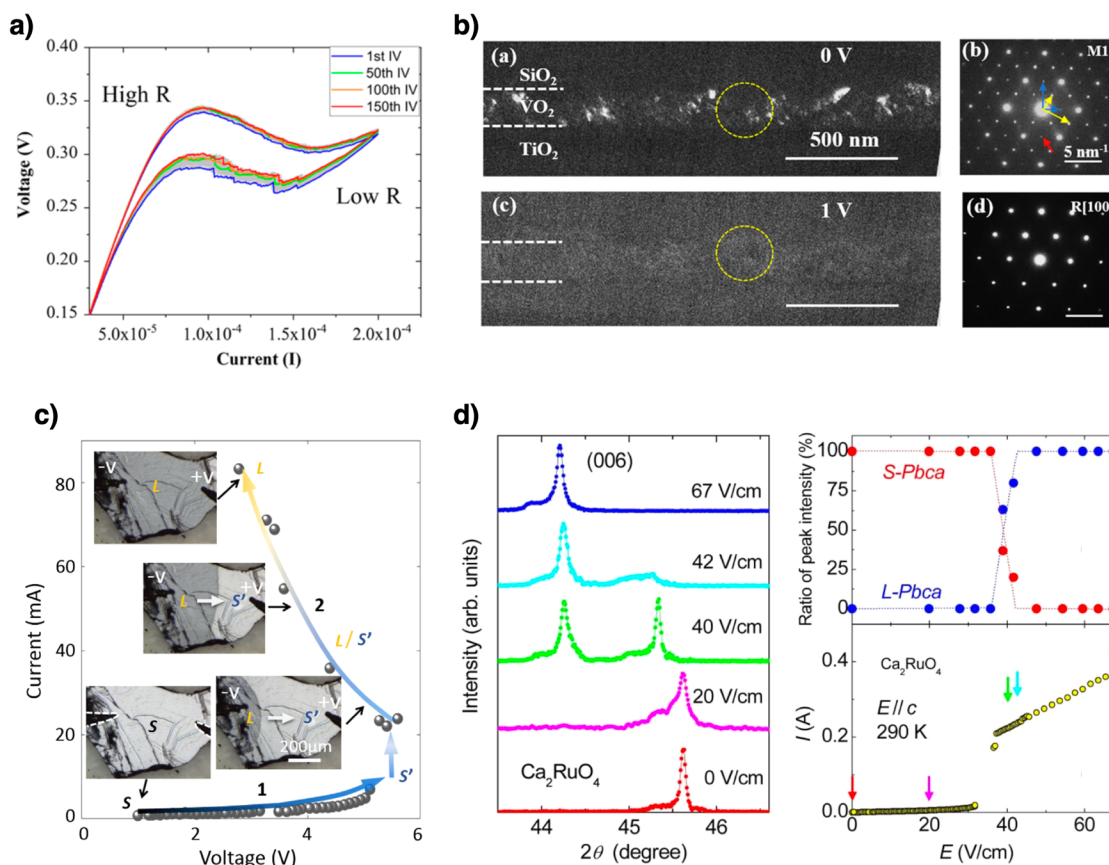 a)
0.40
0.35
0.30
0.25
0.20
0.15
Voltage (V)
High R
Low R
1st IV
50th IV
100th IV
150th IV
5.0x10⁻⁵
1.0x10⁻⁴
1.5x10⁻⁴
2.0x10⁻⁴
Current (I)
b)
(a)
0 V
SiO₂
VO₂
TiO₂
500 nm
(b)
M1
5 nm⁻¹
(c)
1 V
(d)
R[100
c)
80
60
40
20
0
Current (mA)
-V
+V
L
L
-V
+V
L
S'
2
L/S'
S
-V
+V
L
S'
200μm
S'
S
1
0
2
4
6
Voltage (V)
d)
(006)
67 V/cm
42 V/cm
40 V/cm
20 V/cm
Ca₂RuO₄
0 V/cm
Intensity (arb. units)
44
45
46
2θ (degree)
100
75
50
25
0
Ratio of peak intensity (%)
S-Pbca
L-Pbca
0.4
0.2
0.0
I (A)
Ca₂RuO₄
E // c
290 K
0
20
40
60
E (V/cm)